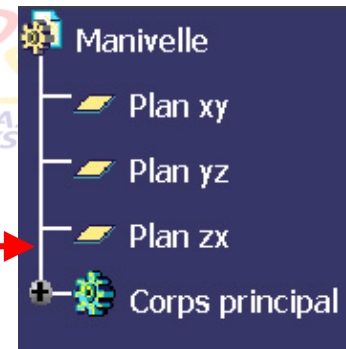 Manivelle
Plan xy
Plan yz
Plan zx
Corps principal